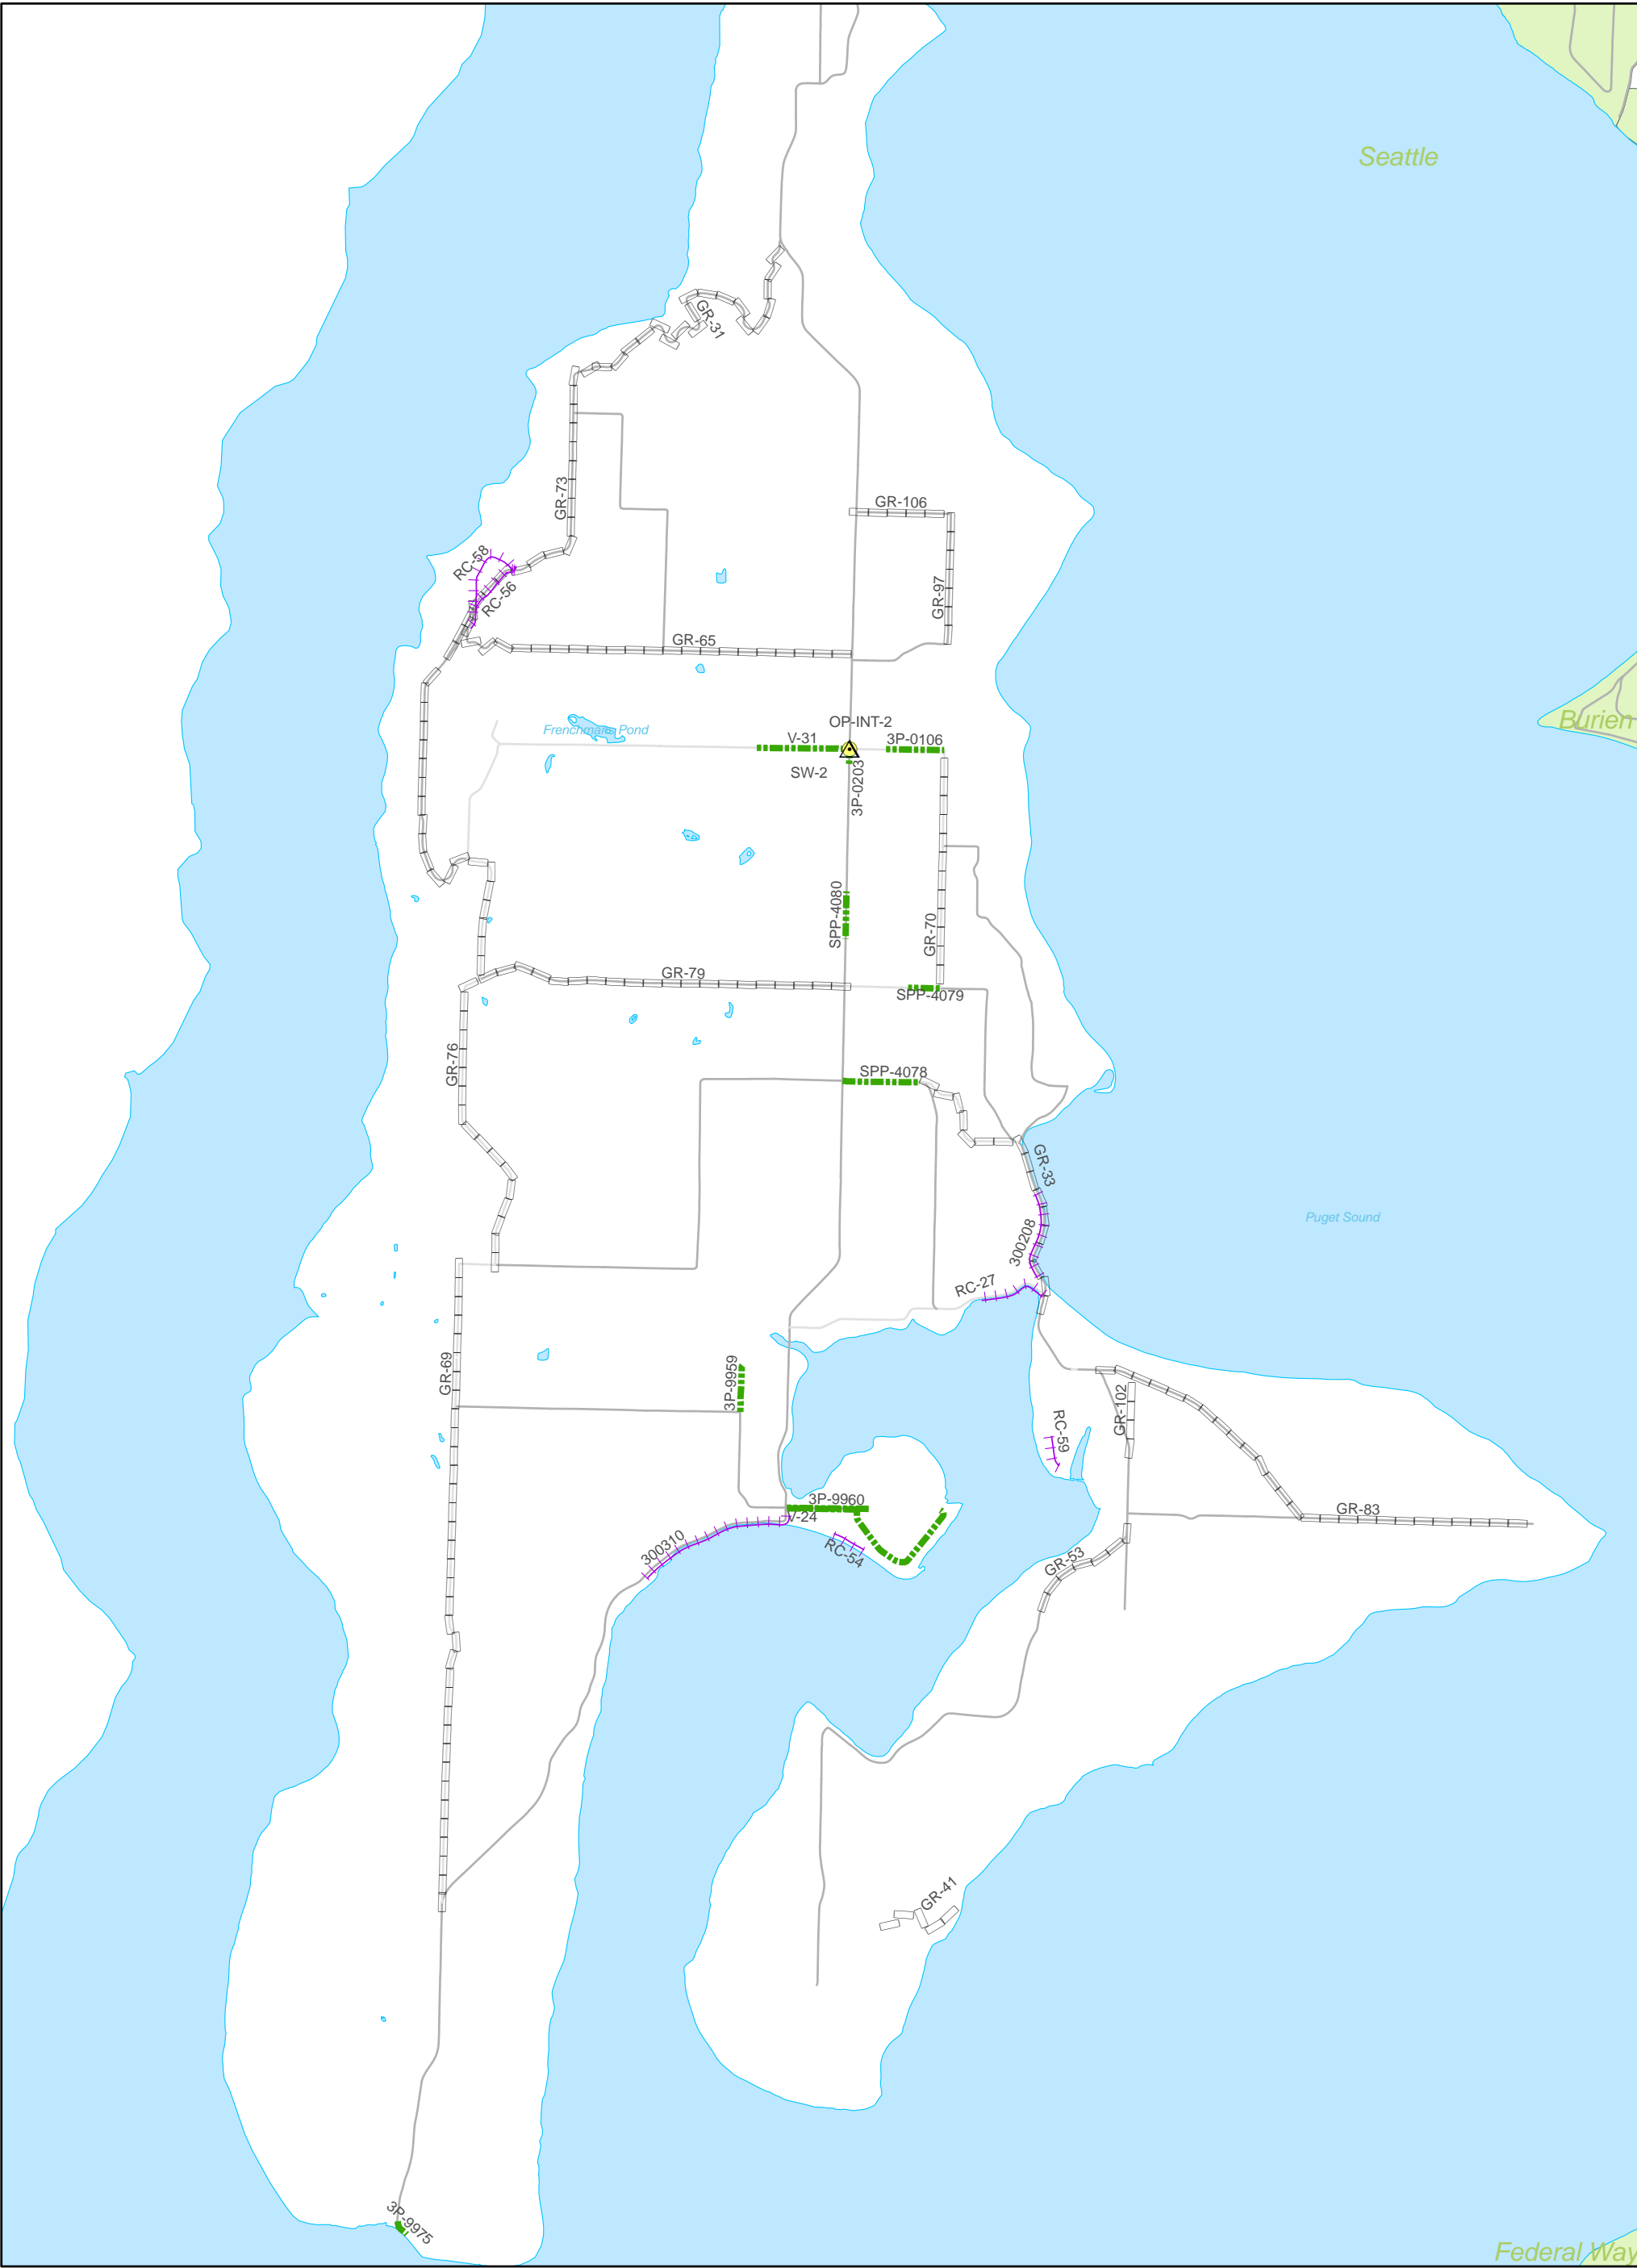 Seattle
GR-31
GR-73
GR-106
RC-58
RC-56
GR-97
GR-65
Burien
OP-INT-2
Frenchmans Pond
V-31
3P-0106
SW-2
3P-0203
SPP-4080
GR-70
GR-79
SPP-4079
GR-76
SPP-4078
GR-33
Puget Sound
300208
RC-27
GR-69
3P-9959
GR-102
RC-59
3P-9960
V-24
GR-83
300310
RC-54
GR-53
GR-41
3P-9975
Federal Way